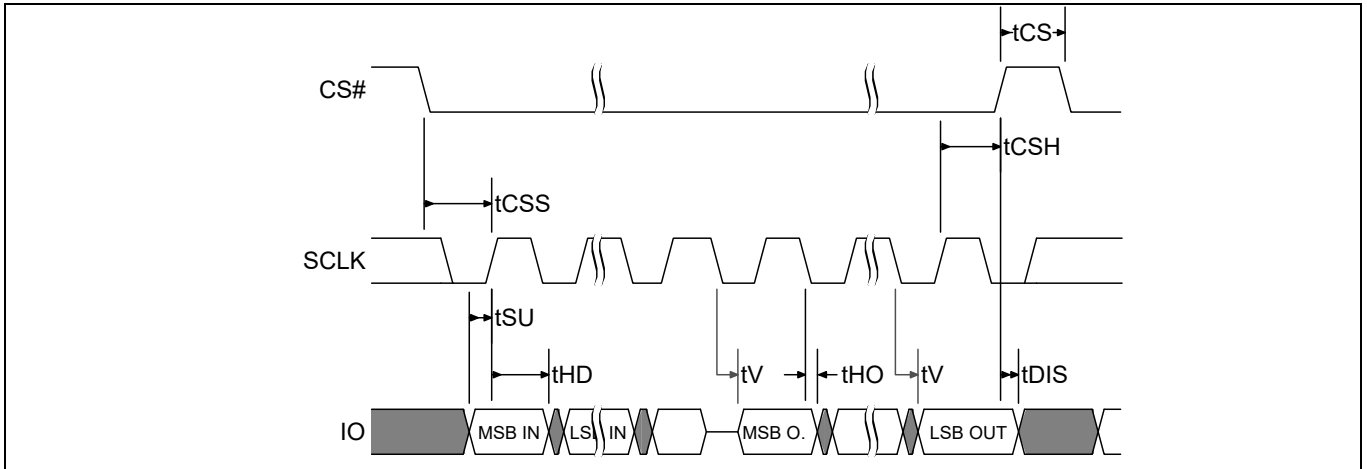 tCS
CS#
tCSH
tCSS
SCLK
tSU
tHD
tV
tHO
tV
tDIS
IO
MSB IN
LSB IN
MSB O.
LSB OUT